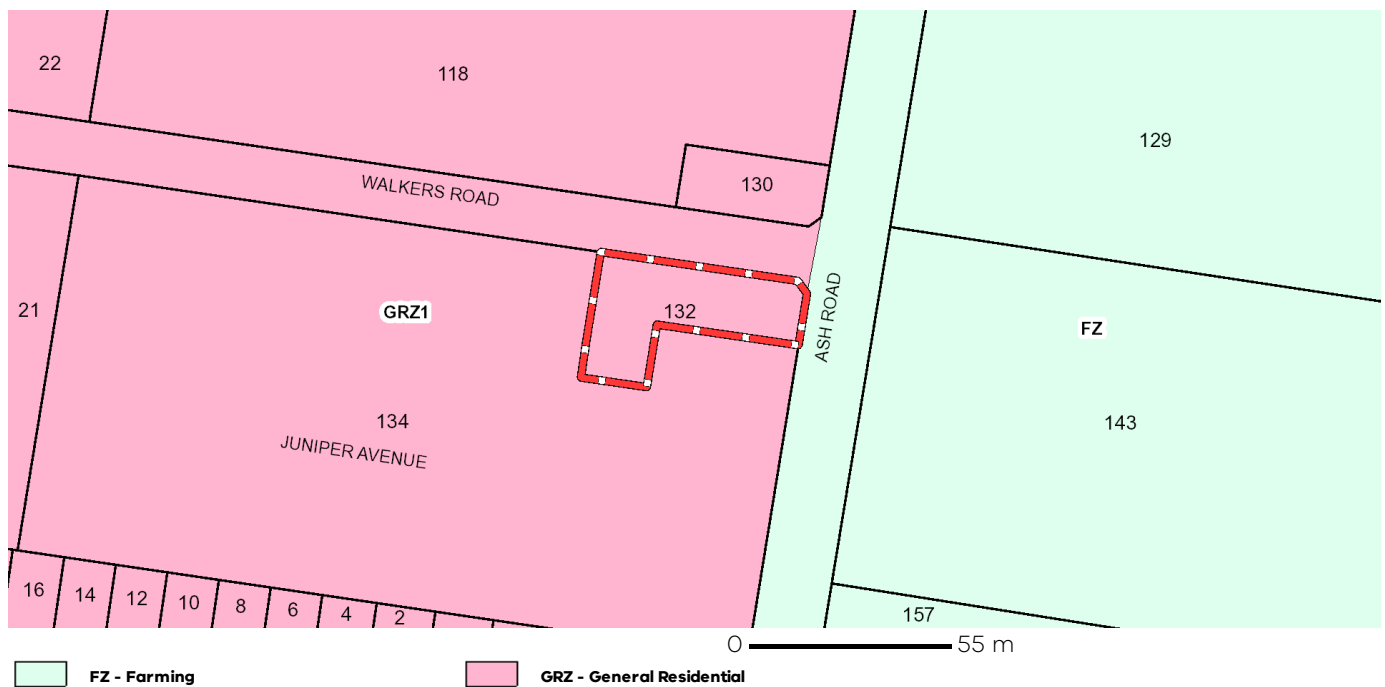 22
118
129
130
WALKERS ROAD
21
GRZ1
132
ASH ROAD
FZ
134
143
JUNIPER AVENUE
16
14
12
10
8
6
4
2
157
0 55 m
FZ - Farming
GRZ - General Residential